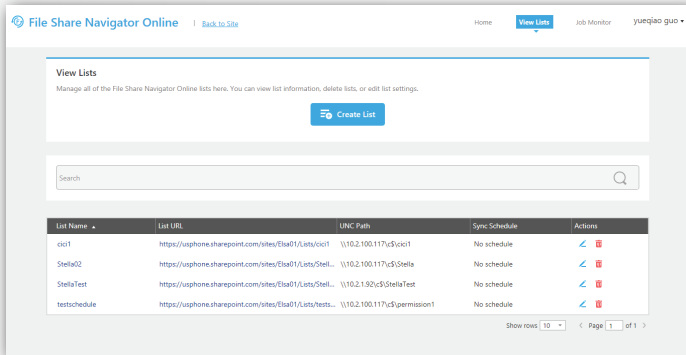 File Share Navigator Online | Back to Site Home View Lists Job Monitor yueqiao guo
View Lists
Manage all of the File Share Navigator Online lists here. You can view list information, delete lists, or edit list settings.
Create List
Search
List Name List URL UNC Path Sync Schedule Actions
cici1 https://usphone.sharepoint.com/sites/Elsa01/Lists/cici1 \\10.2.100.117\c$\cici1 No schedule
Stella02 https://usphone.sharepoint.com/sites/Elsa01/Lists/Stell... \\10.2.100.117\c$\Stella No schedule
StellaTest https://usphone.sharepoint.com/sites/Elsa01/Lists/Stell... \\10.2.1.92\c$\StellaTest No schedule
testschedule https://usphone.sharepoint.com/sites/Elsa01/Lists/tests... \\10.2.100.117\c$\permission1 No schedule
Show rows 10 < Page 1 of 1 >